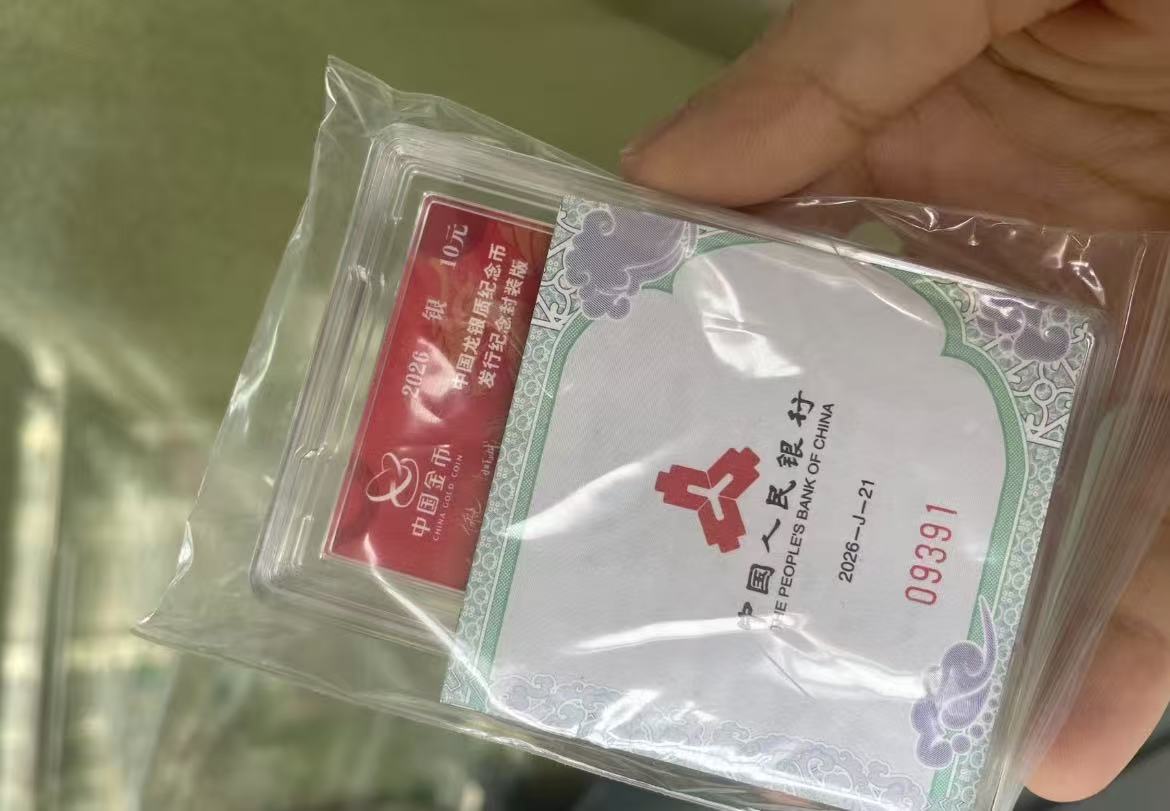 2026 银 10元
中国龙银质纪念币
发行纪念封装版
中国金币
CHINA GOLD COIN
中国人民银行
THE PEOPLE'S BANK OF CHINA
2026-J-21
09391